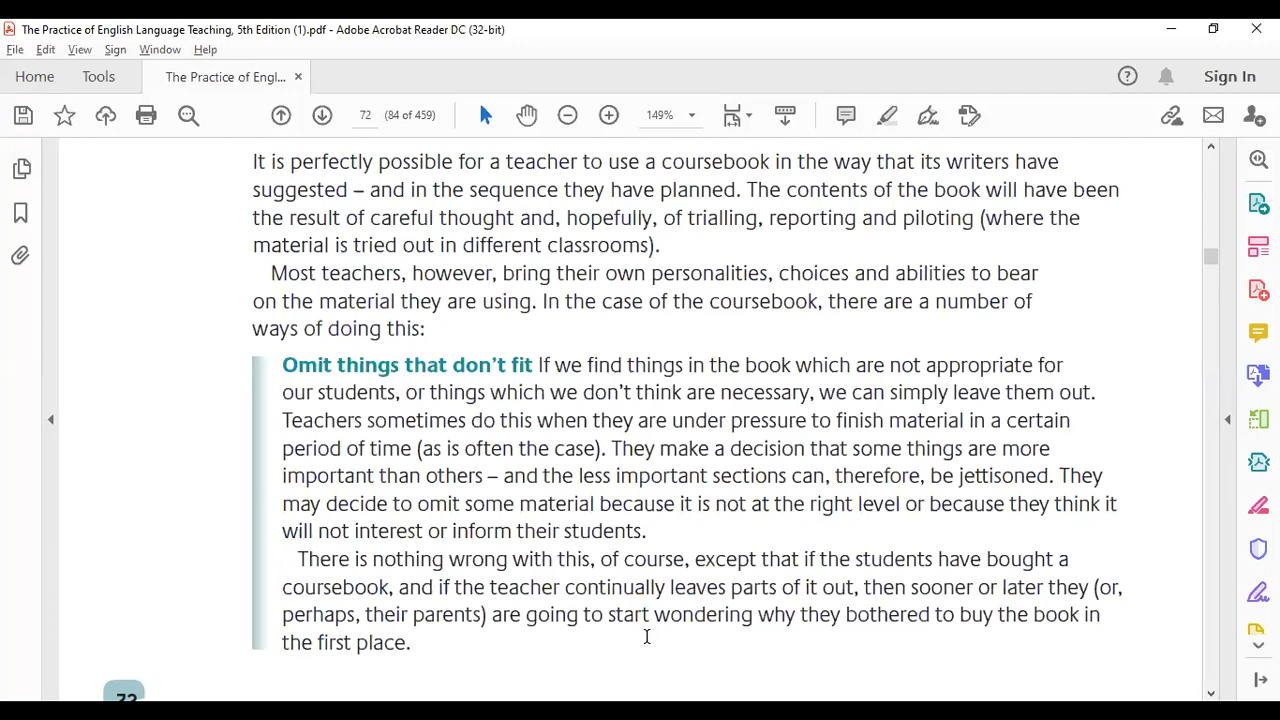 The Practice of English Language Teaching, 5th Edition (1).pdf - Adobe Acrobat Reader DC (32-bit)
File Edit View Sign Window Help
Home Tools The Practice of Engl... × Sign In
72 (84 of 459) 149%
It is perfectly possible for a teacher to use a coursebook in the way that its writers have
suggested – and in the sequence they have planned. The contents of the book will have been
the result of careful thought and, hopefully, of trialling, reporting and piloting (where the
material is tried out in different classrooms).
Most teachers, however, bring their own personalities, choices and abilities to bear
on the material they are using. In the case of the coursebook, there are a number of
ways of doing this:
Omit things that don’t fit If we find things in the book which are not appropriate for
our students, or things which we don’t think are necessary, we can simply leave them out.
Teachers sometimes do this when they are under pressure to finish material in a certain
period of time (as is often the case). They make a decision that some things are more
important than others – and the less important sections can, therefore, be jettisoned. They
may decide to omit some material because it is not at the right level or because they think it
will not interest or inform their students.
There is nothing wrong with this, of course, except that if the students have bought a
coursebook, and if the teacher continually leaves parts of it out, then sooner or later they (or,
perhaps, their parents) are going to start wondering why they bothered to buy the book in
the first place.
72